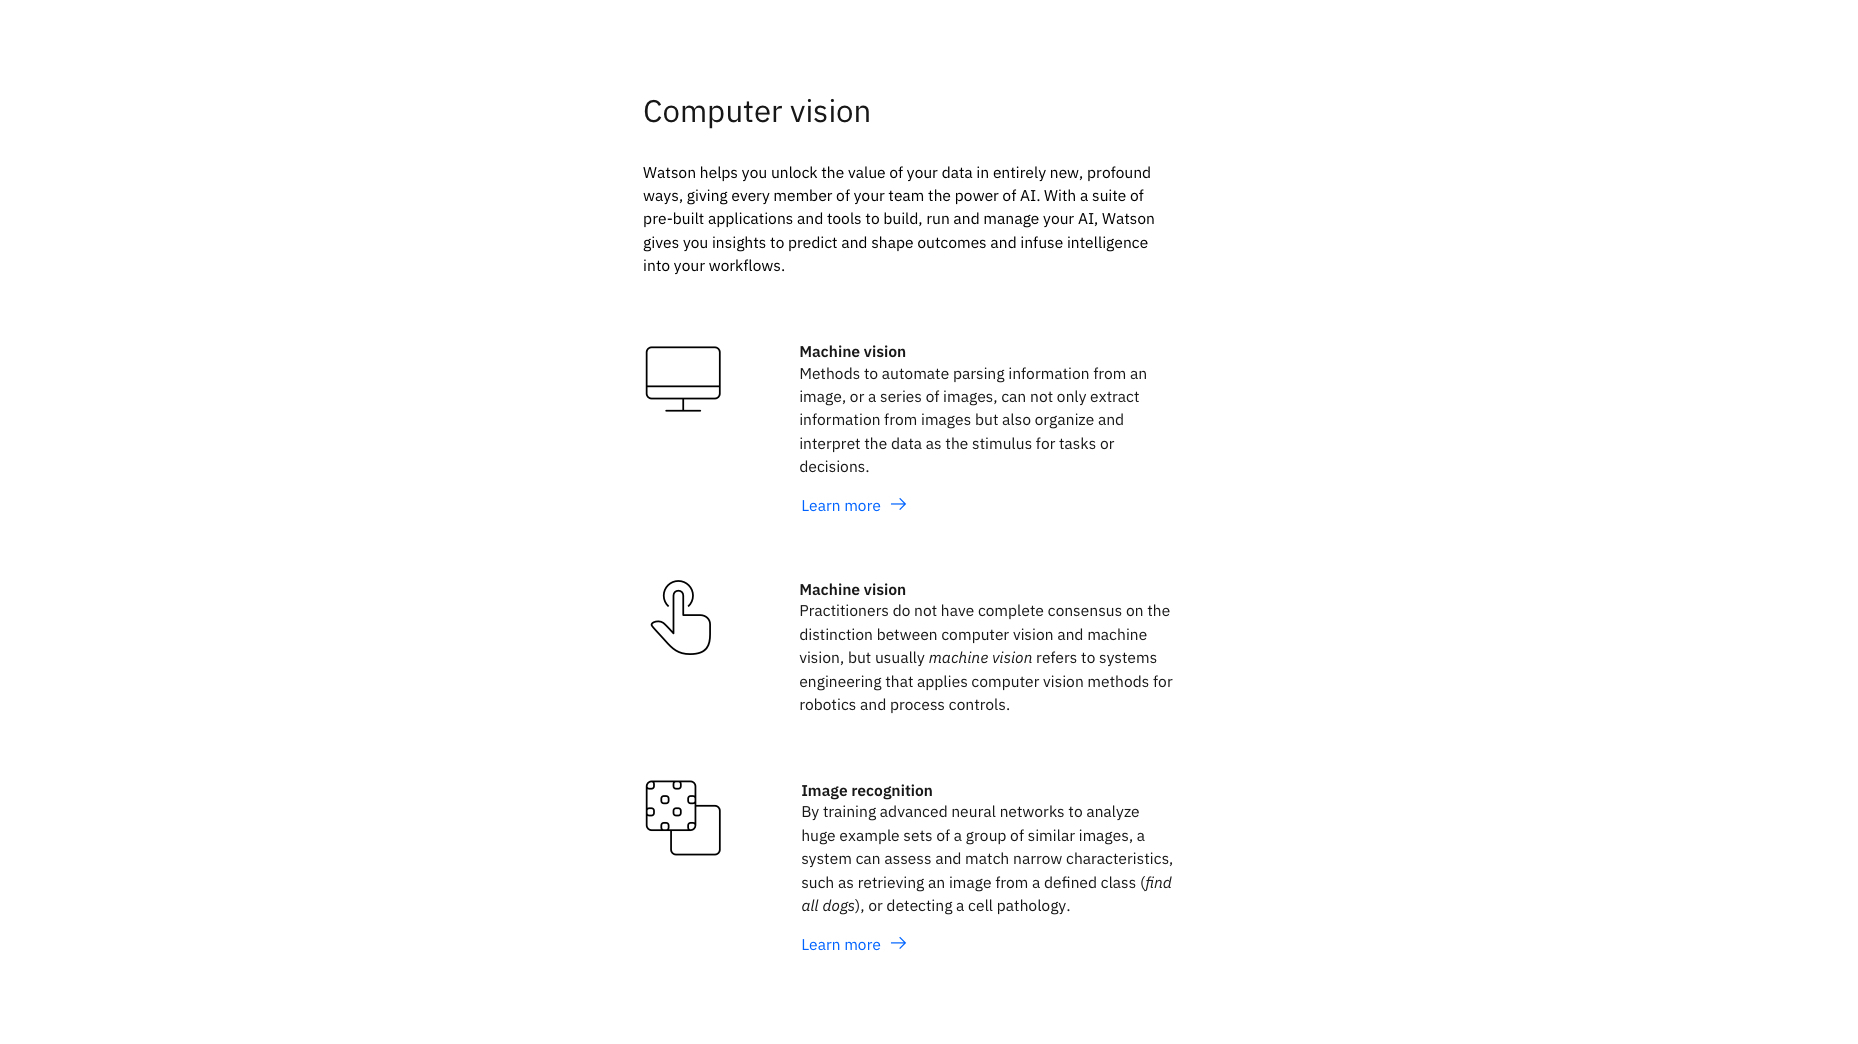 Computer vision
Watson helps you unlock the value of your data in entirely new, profound
ways, giving every member of your team the power of AI. With a suite of
pre-built applications and tools to build, run and manage your AI, Watson
gives you insights to predict and shape outcomes and infuse intelligence
into your workflows.
Machine vision
Methods to automate parsing information from an
image, or a series of images, can not only extract
information from images but also organize and
interpret the data as the stimulus for tasks or
decisions.
Learn more
Machine vision
Practitioners do not have complete consensus on the
distinction between computer vision and machine
vision, but usually machine vision refers to systems
engineering that applies computer vision methods for
robotics and process controls.
Image recognition
By training advanced neural networks to analyze
huge example sets of a group of similar images, a
system can assess and match narrow characteristics,
such as retrieving an image from a defined class (find
all dogs), or detecting a cell pathology.
Learn more